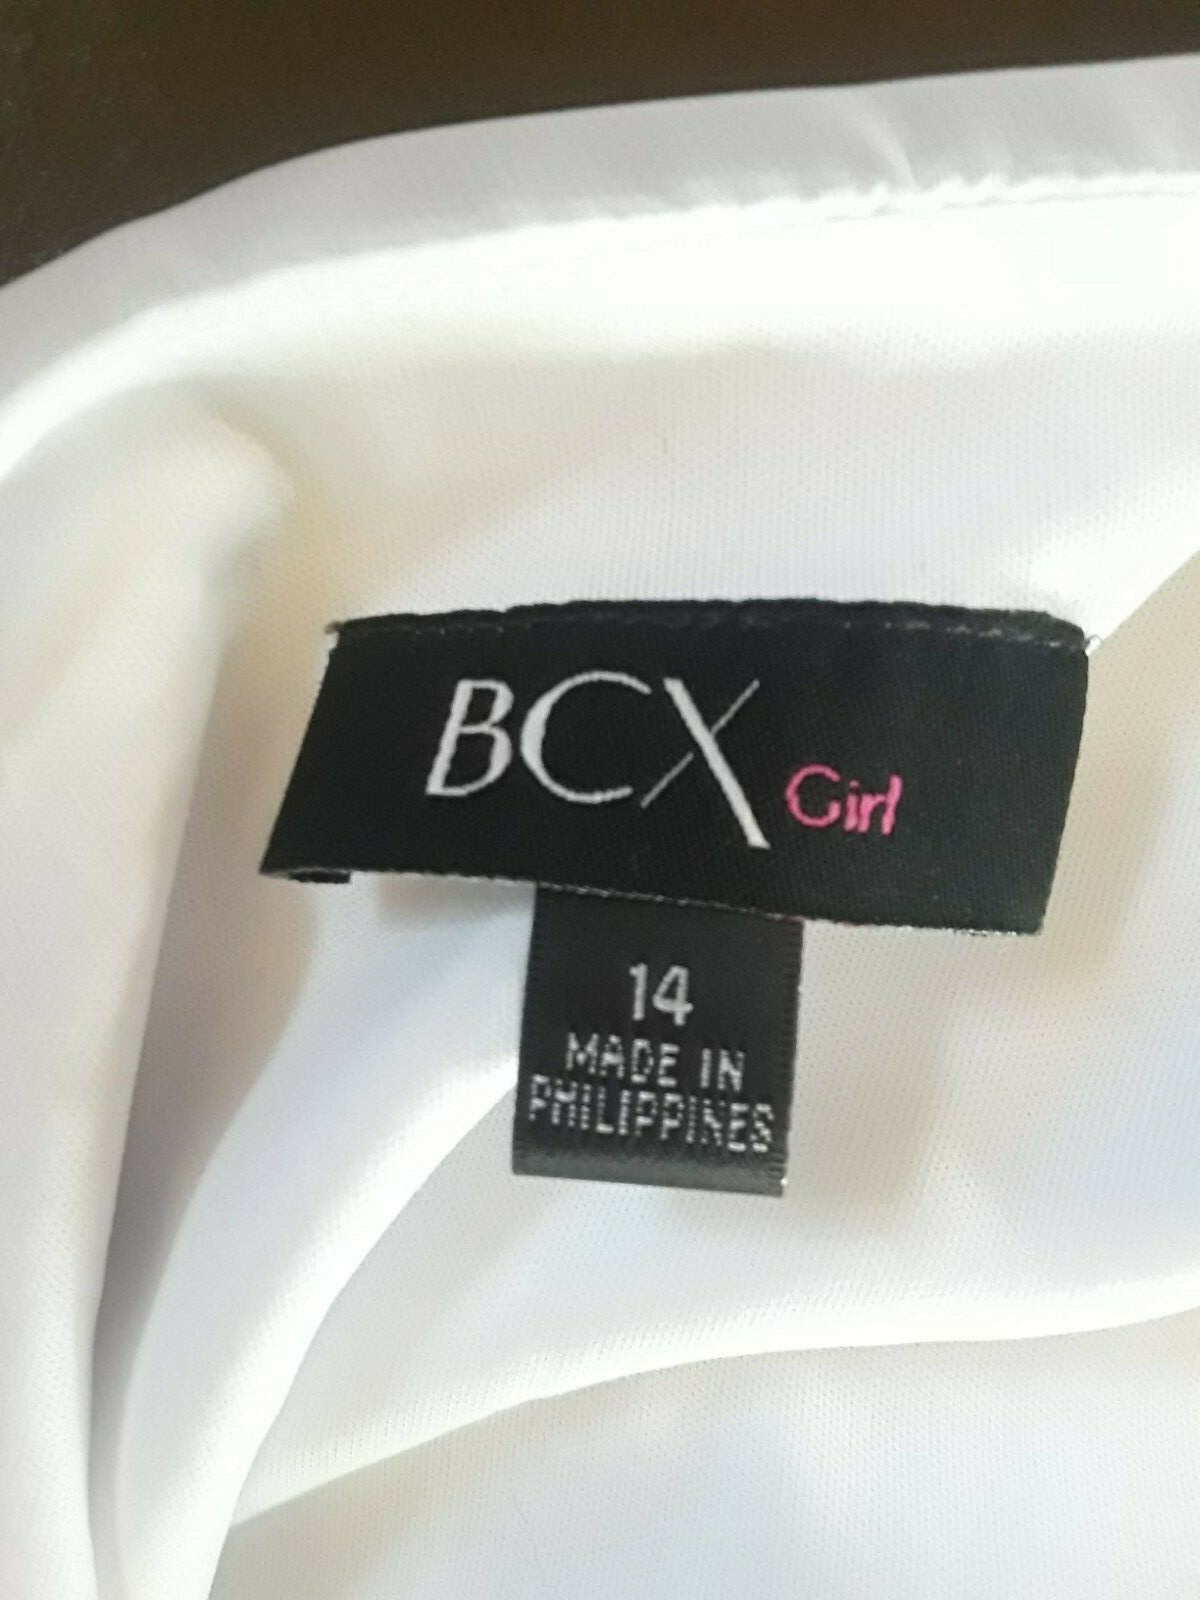 BCX Girl
14
MADE IN
PHILIPPINES